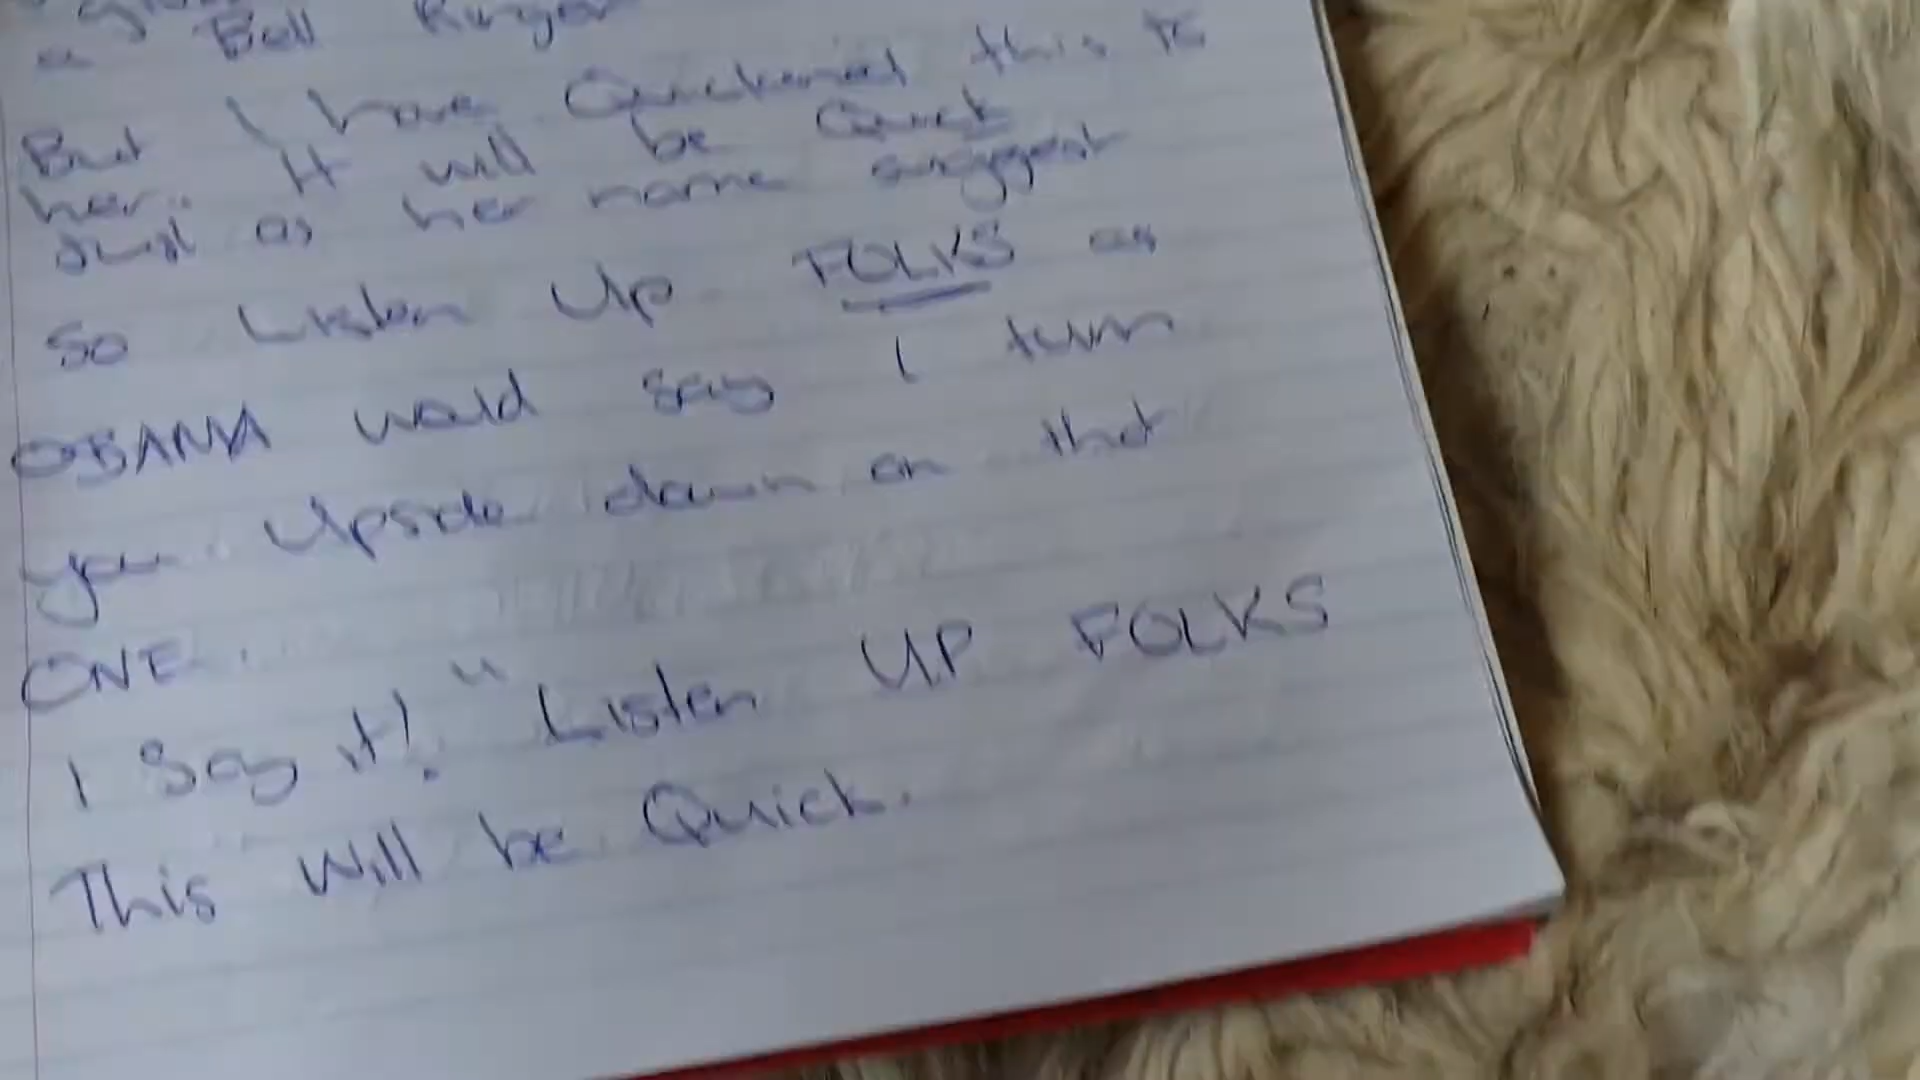 a Bell Ringer
But I have Quickened this to
her. It will be Quick
Just as her name suggest
So Listen Up FOLKS as
OBAMA would say I turn
you Upside down on that
ONE
I Say it! " Listen UP FOLKS
This Will be Quick.